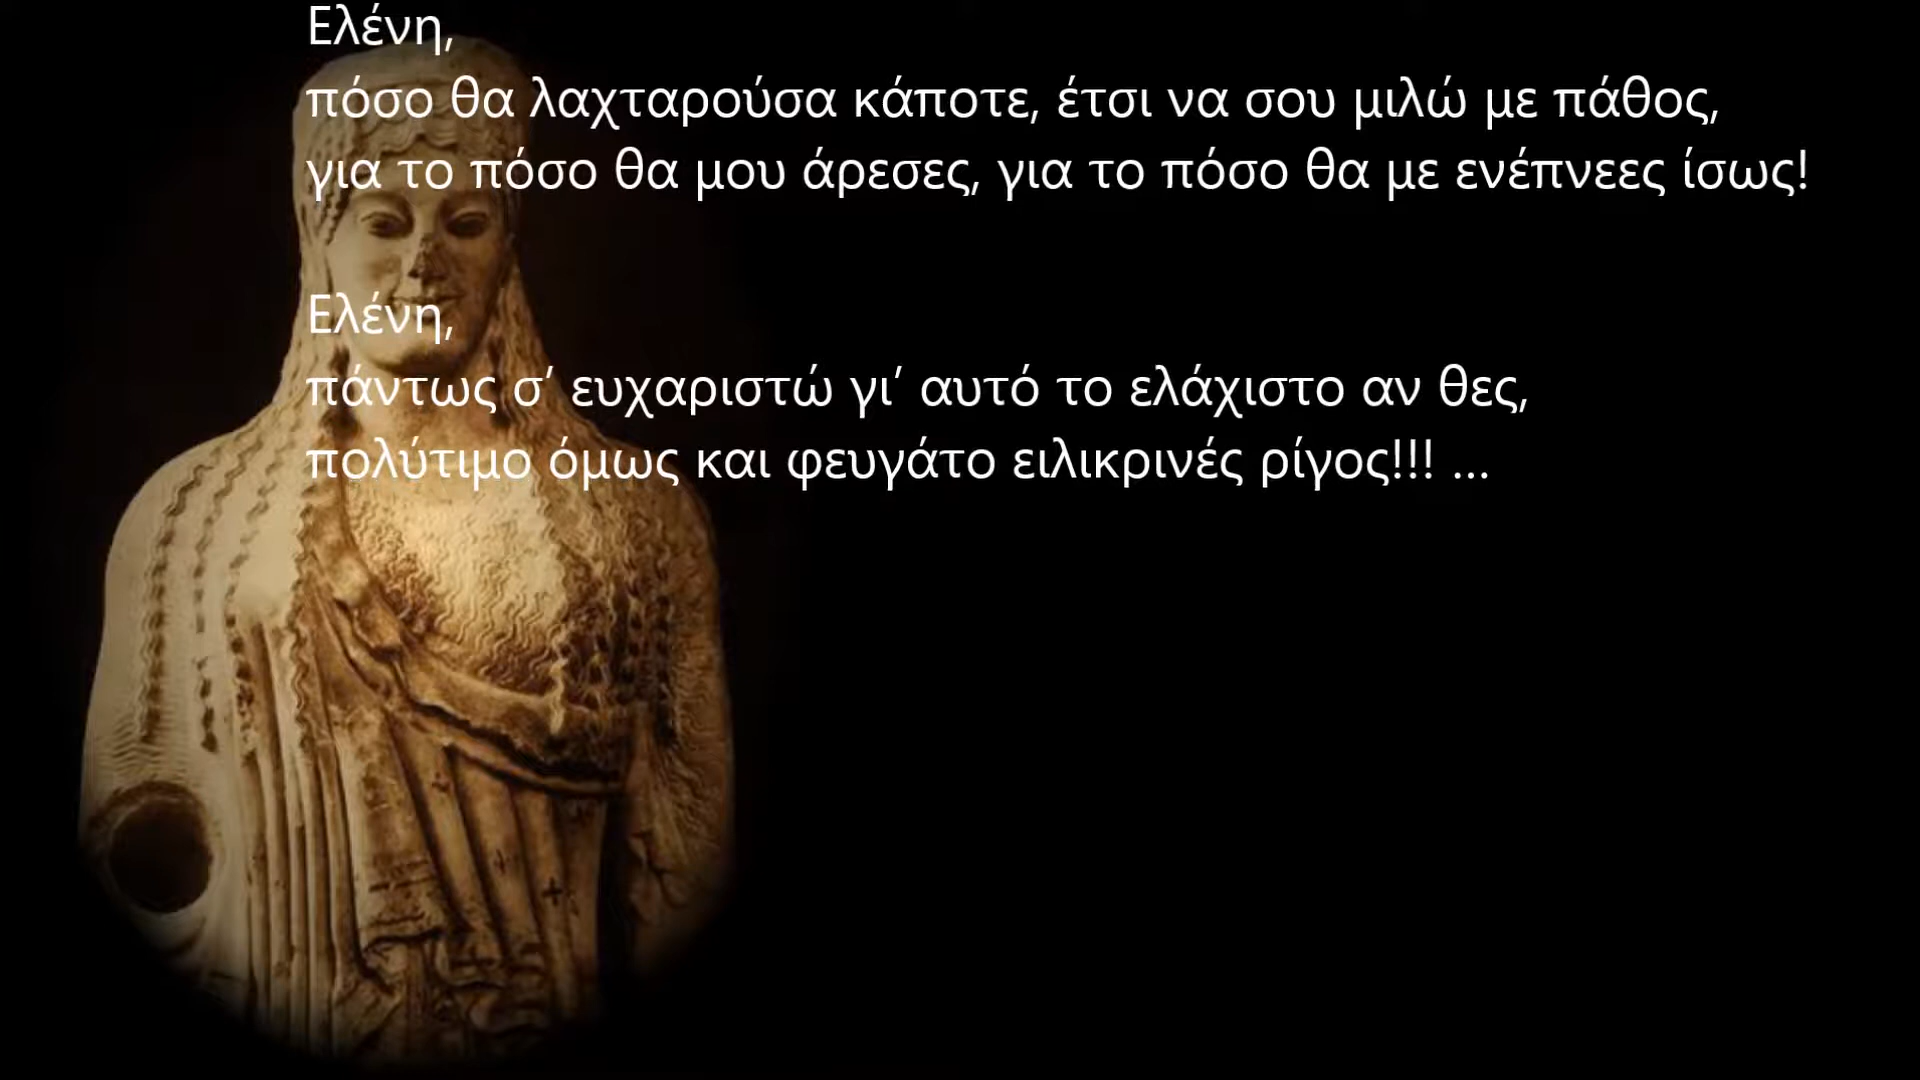 Ελένη,
πόσο θα λαχταρούσα κάποτε, έτσι να σου μιλώ με πάθος,
για το πόσο θα μου άρεσες, για το πόσο θα με ενέπνεες ίσως!
Ελένη,
πάντως σ’ ευχαριστώ γι’ αυτό το ελάχιστο αν θες,
πολύτιμο όμως και φευγάτο ειλικρινές ρίγος!!! ...